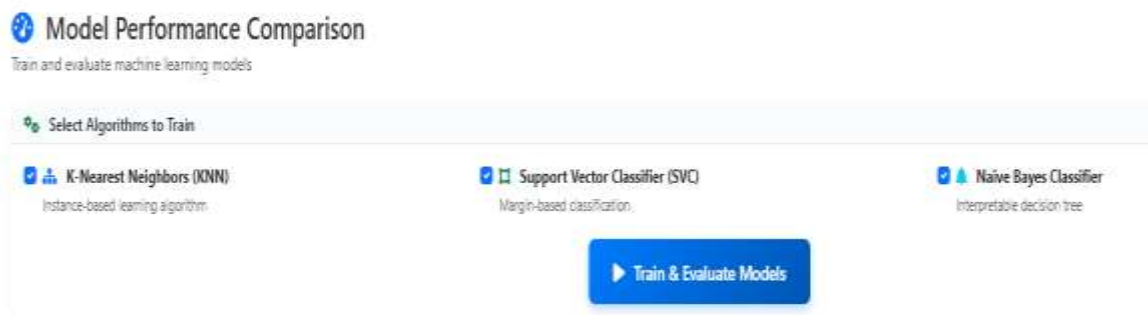 Model Performance Comparison
Train and evaluate machine learning models
Select Algorithms to Train
K-Nearest Neighbors (KNN)
Instance-based learning algorithm
Support Vector Classifier (SVC)
Margin-based classification
Naive Bayes Classifier
Interpretable decision tree
Train & Evaluate Models